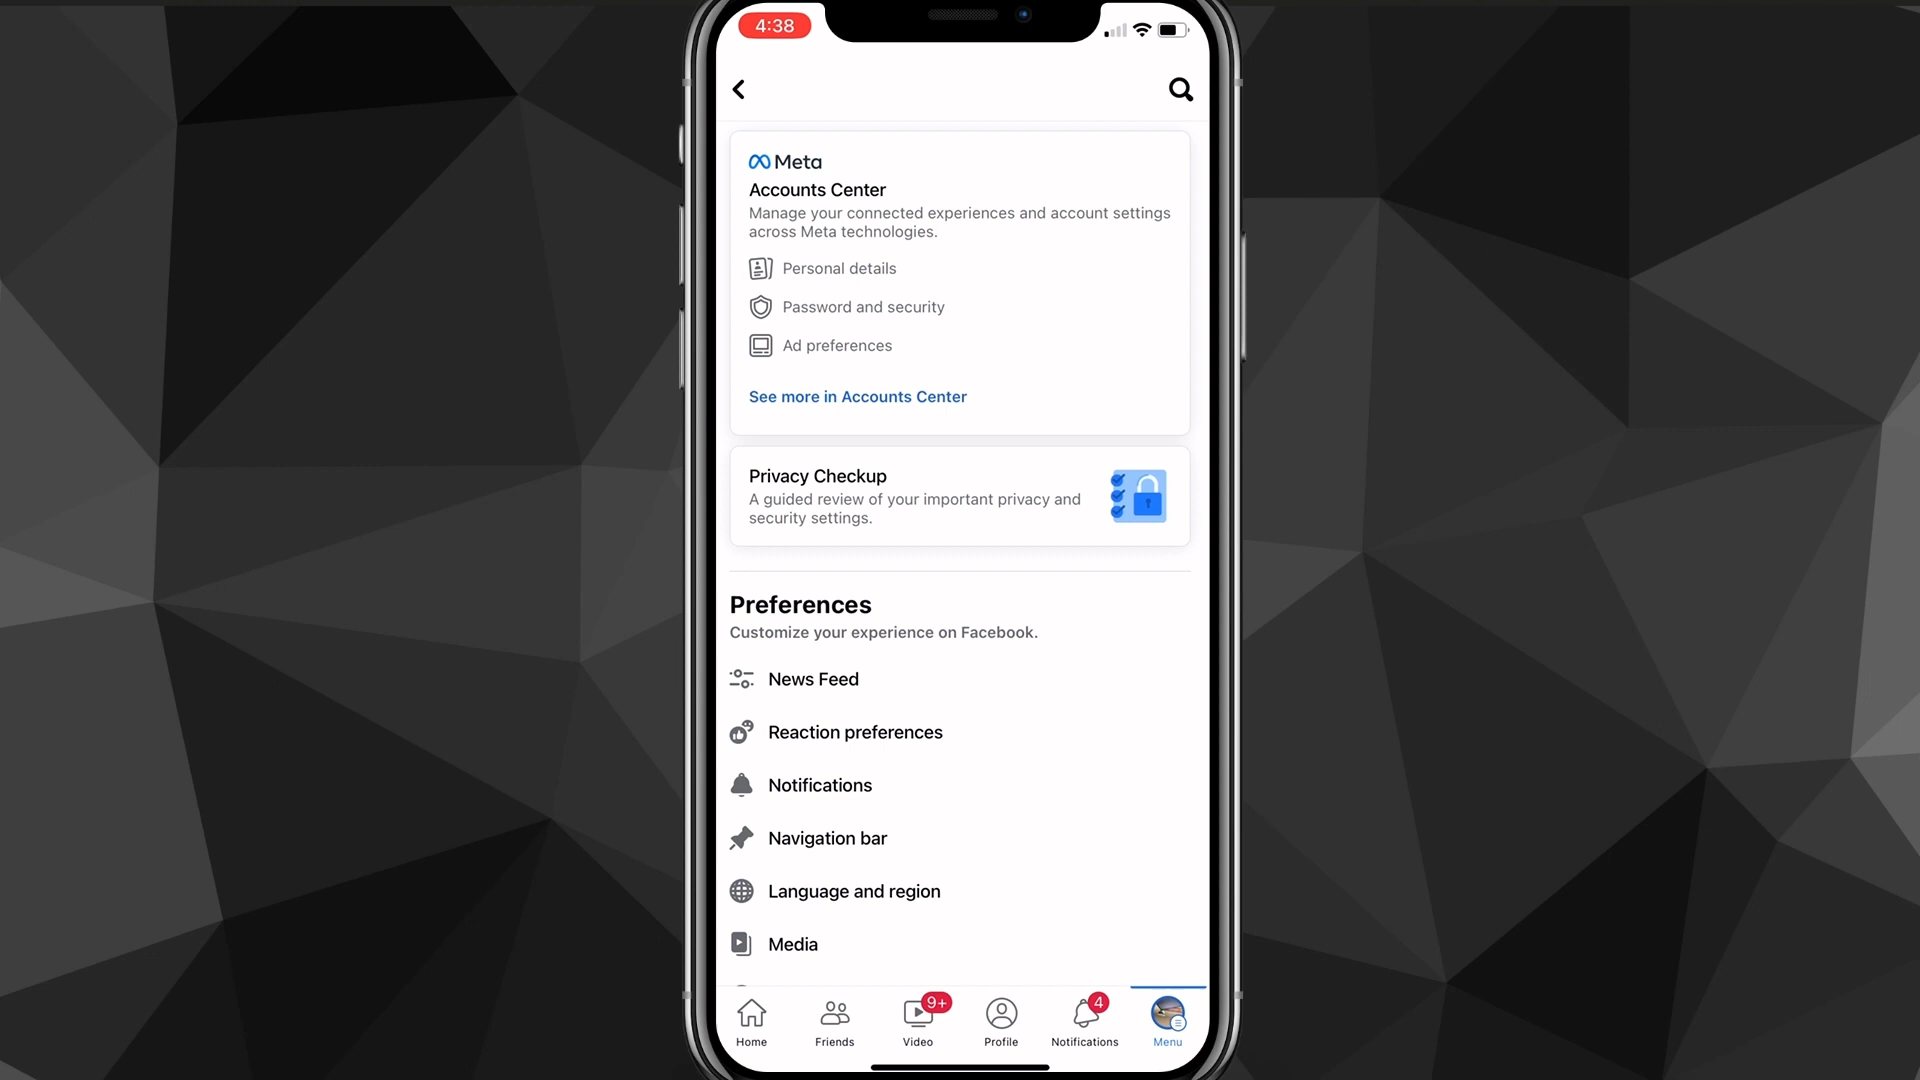 4:38
Meta
Accounts Center
Manage your connected experiences and account settings
across Meta technologies.
Personal details
Password and security
Ad preferences
See more in Accounts Center
Privacy Checkup
A guided review of your important privacy and
security settings.
Preferences
Customize your experience on Facebook.
News Feed
Reaction preferences
Notifications
Navigation bar
Language and region
Media
9+ 4
Home Friends Video Profile Notifications Menu